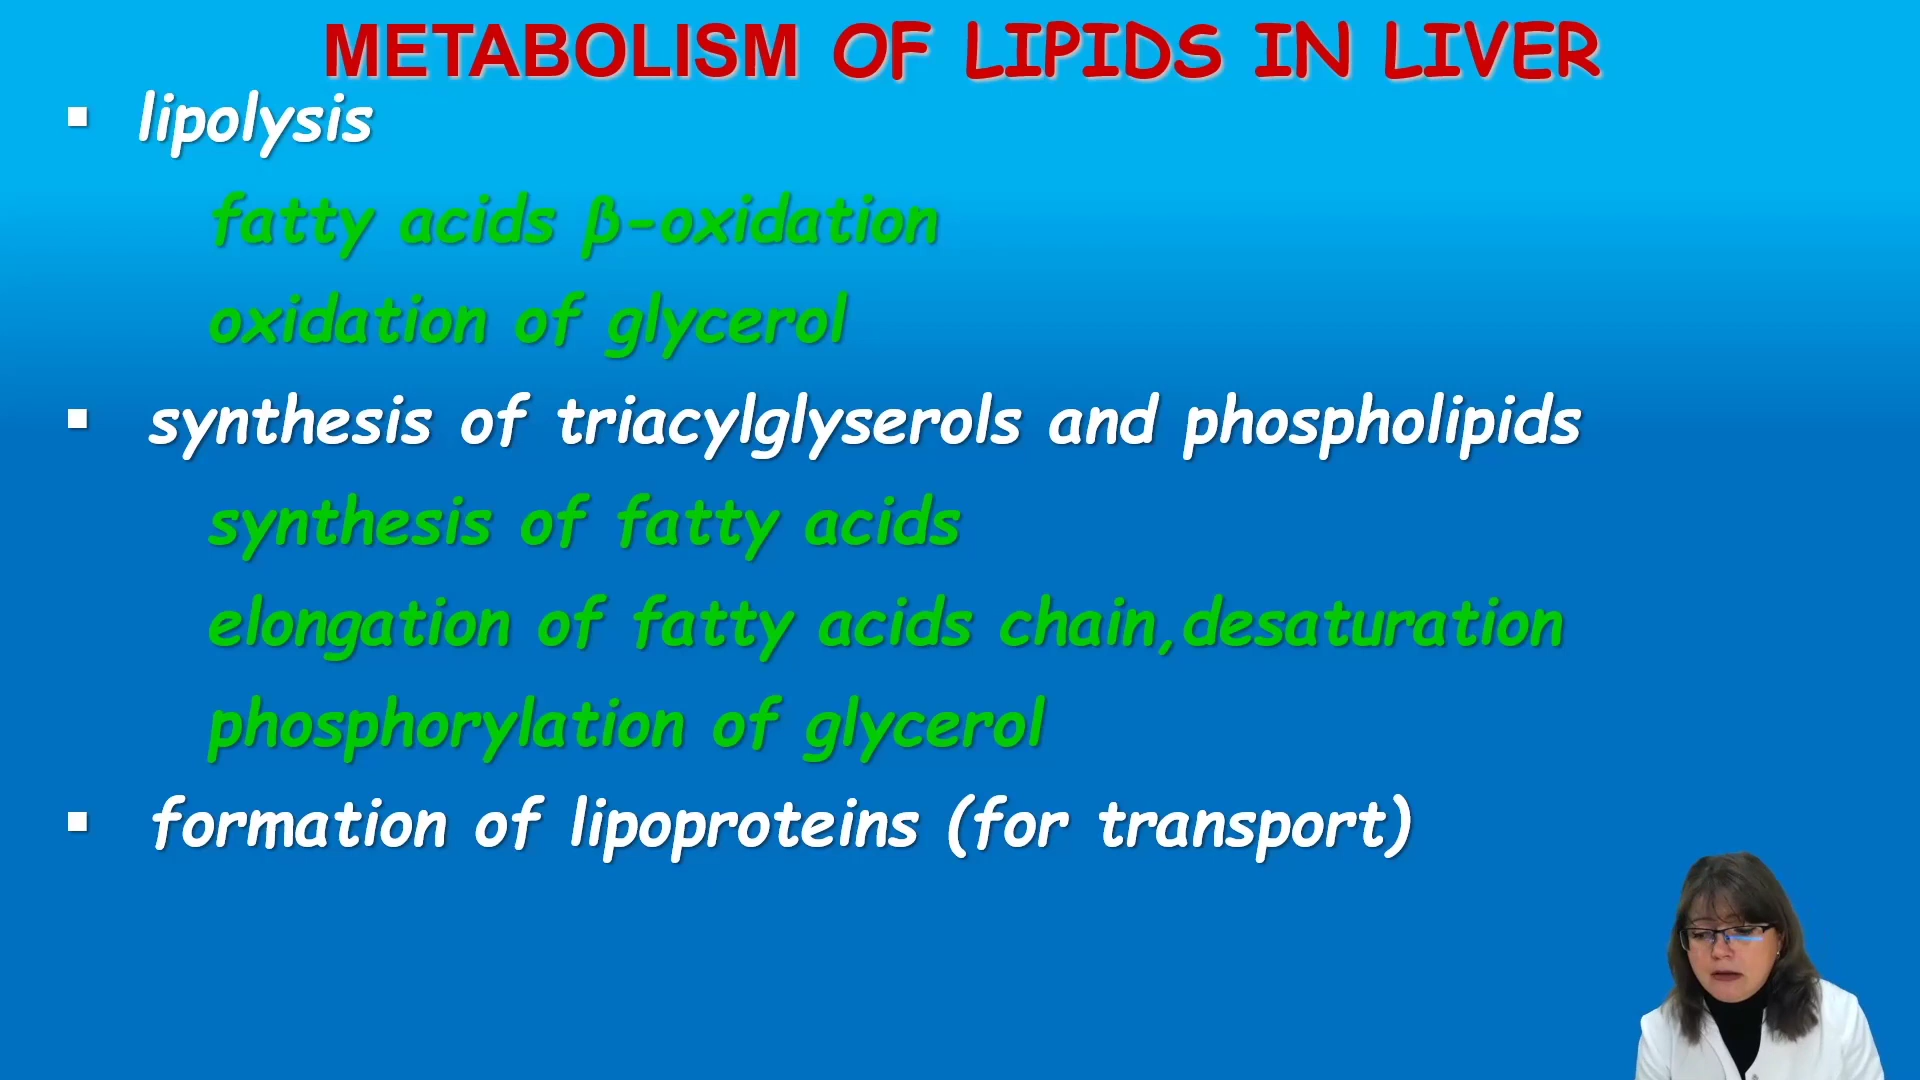 METABOLISM OF LIPIDS IN LIVER
▪ lipolysis
fatty acids β-oxidation
oxidation of glycerol
▪ synthesis of triacylglyserols and phospholipids
synthesis of fatty acids
elongation of fatty acids chain,desaturation
phosphorylation of glycerol
▪ formation of lipoproteins (for transport)